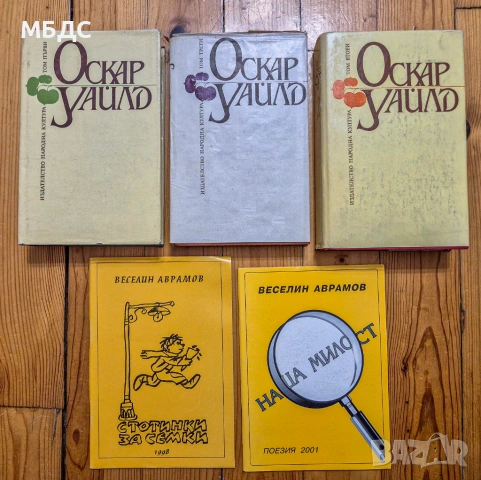 МБДС
ОСКАР
УАЙЛД
ТОМ ПЪРВИ
ИЗДАТЕЛСТВО НАРОДНА КУЛТУРА
ОСКАР
УАЙЛД
ТОМ ТРЕТИ
ИЗДАТЕЛСТВО НАРОДНА КУЛТУРА
ОСКАР
УАЙЛД
ТОМ ВТОРИ
ИЗДАТЕЛСТВО НАРОДНА КУЛТУРА
ВЕСЕЛИН АВРАМОВ
СТОТИНКИ
ЗА СЕМКИ
1998
ВЕСЕЛИН АВРАМОВ
НАША МИЛОСТ
ПОЕЗИЯ 2001
BAZAR